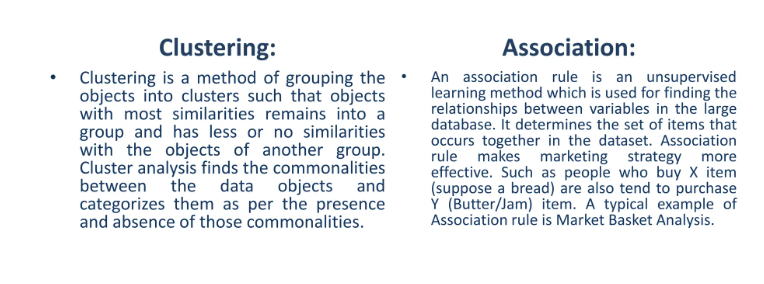 Clustering:
• Clustering is a method of grouping the
objects into clusters such that objects
with most similarities remains into a
group and has less or no similarities
with the objects of another group.
Cluster analysis finds the commonalities
between the data objects and
categorizes them as per the presence
and absence of those commonalities.
Association:
• An association rule is an unsupervised
learning method which is used for finding the
relationships between variables in the large
database. It determines the set of items that
occurs together in the dataset. Association
rule makes marketing strategy more
effective. Such as people who buy X item
(suppose a bread) are also tend to purchase
Y (Butter/Jam) item. A typical example of
Association rule is Market Basket Analysis.